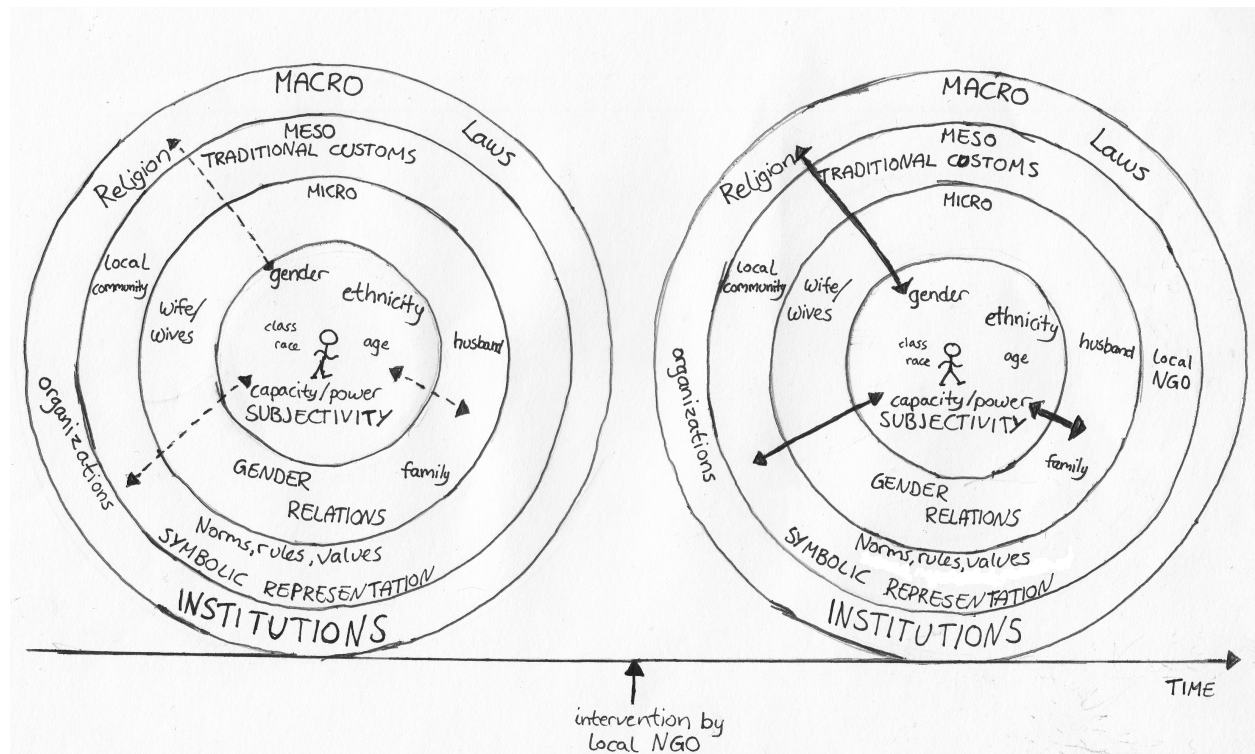 MACRO
Laws
MESO
TRADITIONAL CUSTOMS
Religion
MICRO
local
community
wife/
wives
gender
ethnicity
class
race
age
husband
capacity/power
SUBJECTIVITY
organizations
family
GENDER
RELATIONS
Norms, rules, values
SYMBOLIC REPRESENTATION
INSTITUTIONS
MACRO
Laws
MESO
TRADITIONAL CUSTOMS
Religion
MICRO
local
community
wife/
wives
gender
ethnicity
class
race
age
husband
local
NGO
capacity/power
SUBJECTIVITY
organizations
family
GENDER
RELATIONS
Norms, rules, values
SYMBOLIC REPRESENTATION
INSTITUTIONS
TIME
intervention by
local NGO